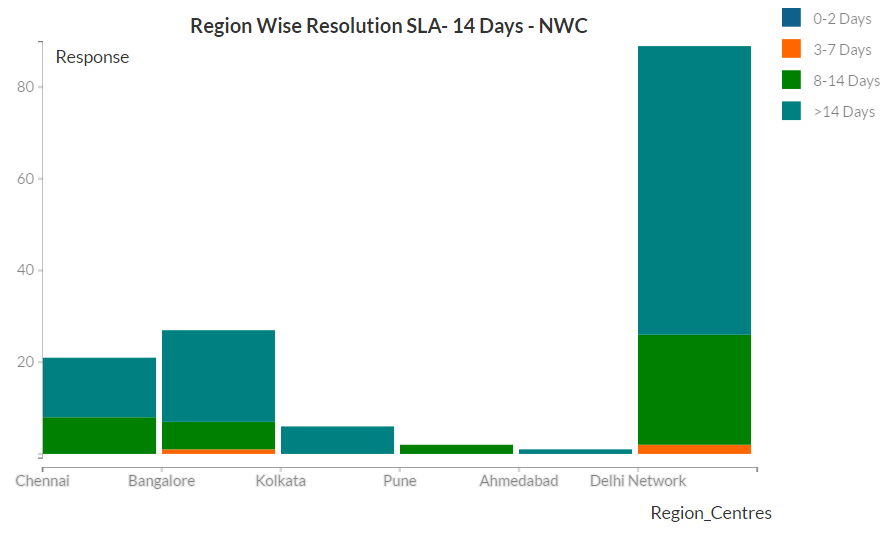 Region Wise Resolution SLA- 14 Days - NWC
0-2 Days
3-7 Days
8-14 Days
>14 Days
Response
80
60
40
20
Chennai Bangalore Kolkata Pune Ahmedabad Delhi Network
Region_Centres